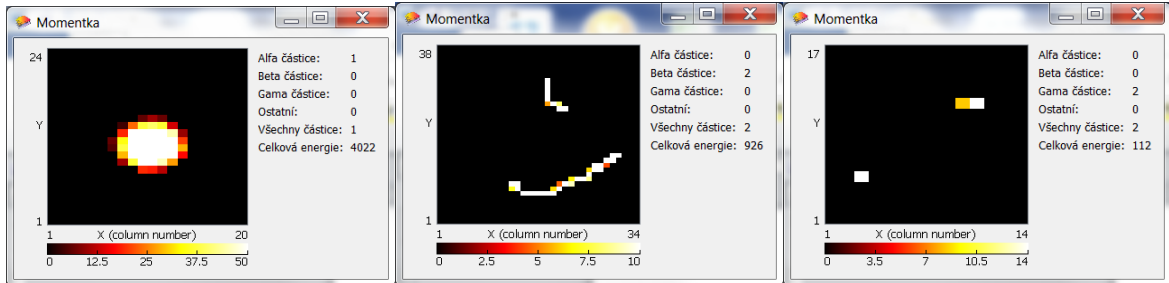 Momentka
24
Y
1
1 X (column number) 20
0 12.5 25 37.5 50
Alfa částice: 1
Beta částice: 0
Gama částice: 0
Ostatní: 0
Všechny částice: 1
Celková energie: 4022
Momentka
38
Y
1
1 X (column number) 34
0 2.5 5 7.5 10
Alfa částice: 0
Beta částice: 2
Gama částice: 0
Ostatní: 0
Všechny částice: 2
Celková energie: 926
Momentka
17
Y
1
1 X (column number) 14
0 3.5 7 10.5 14
Alfa částice: 0
Beta částice: 0
Gama částice: 2
Ostatní: 0
Všechny částice: 2
Celková energie: 112